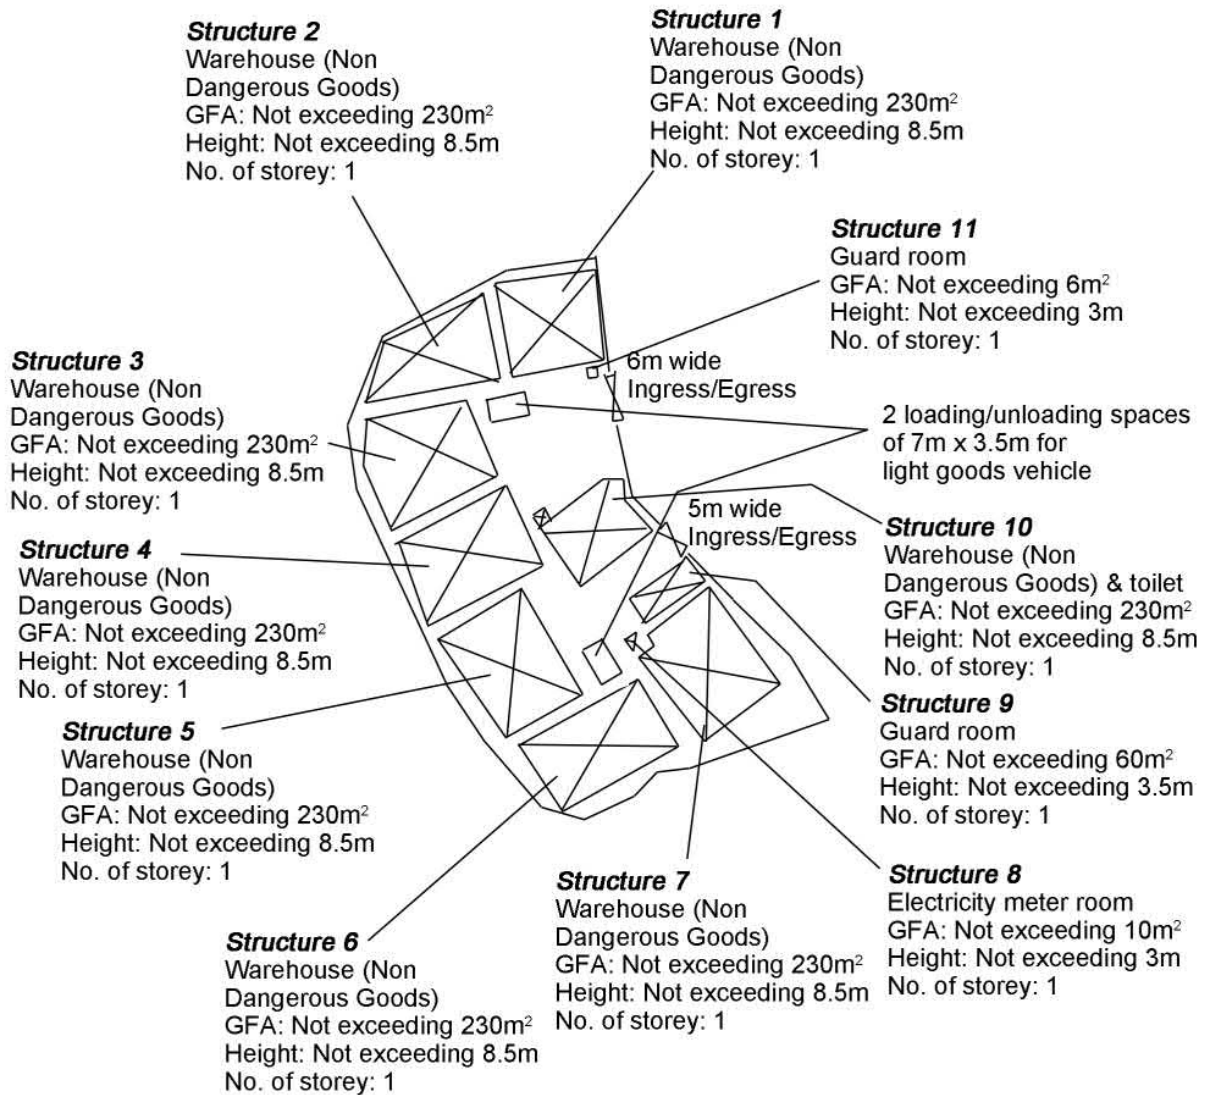 Structure 2
Warehouse (Non
Dangerous Goods)
GFA: Not exceeding 230m²
Height: Not exceeding 8.5m
No. of storey: 1
Structure 1
Warehouse (Non
Dangerous Goods)
GFA: Not exceeding 230m²
Height: Not exceeding 8.5m
No. of storey: 1
Structure 11
Guard room
GFA: Not exceeding 6m²
Height: Not exceeding 3m
No. of storey: 1
Structure 3
Warehouse (Non
Dangerous Goods)
GFA: Not exceeding 230m²
Height: Not exceeding 8.5m
No. of storey: 1
6m wide
Ingress/Egress
2 loading/unloading spaces
of 7m x 3.5m for
light goods vehicle
5m wide
Ingress/Egress
Structure 10
Warehouse (Non
Dangerous Goods) & toilet
GFA: Not exceeding 230m²
Height: Not exceeding 8.5m
No. of storey: 1
Structure 4
Warehouse (Non
Dangerous Goods)
GFA: Not exceeding 230m²
Height: Not exceeding 8.5m
No. of storey: 1
Structure 9
Guard room
GFA: Not exceeding 60m²
Height: Not exceeding 3.5m
No. of storey: 1
Structure 5
Warehouse (Non
Dangerous Goods)
GFA: Not exceeding 230m²
Height: Not exceeding 8.5m
No. of storey: 1
Structure 8
Electricity meter room
GFA: Not exceeding 10m²
Height: Not exceeding 3m
No. of storey: 1
Structure 7
Warehouse (Non
Dangerous Goods)
GFA: Not exceeding 230m²
Height: Not exceeding 8.5m
No. of storey: 1
Structure 6
Warehouse (Non
Dangerous Goods)
GFA: Not exceeding 230m²
Height: Not exceeding 8.5m
No. of storey: 1